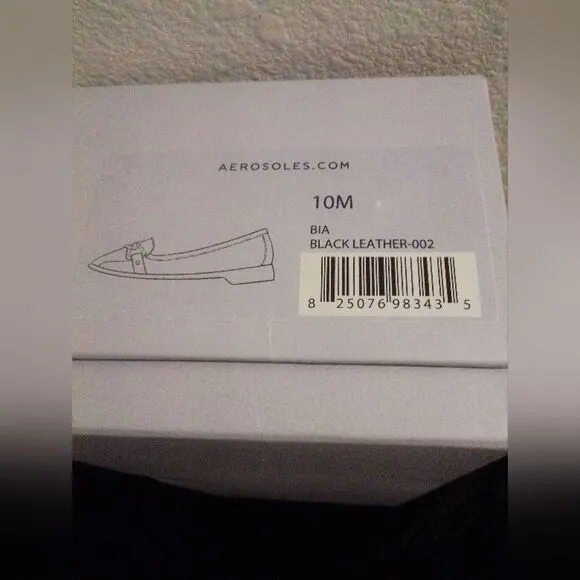 AEROSOLES.COM
10M
BIA
BLACK LEATHER-002
8 25076 98343 5